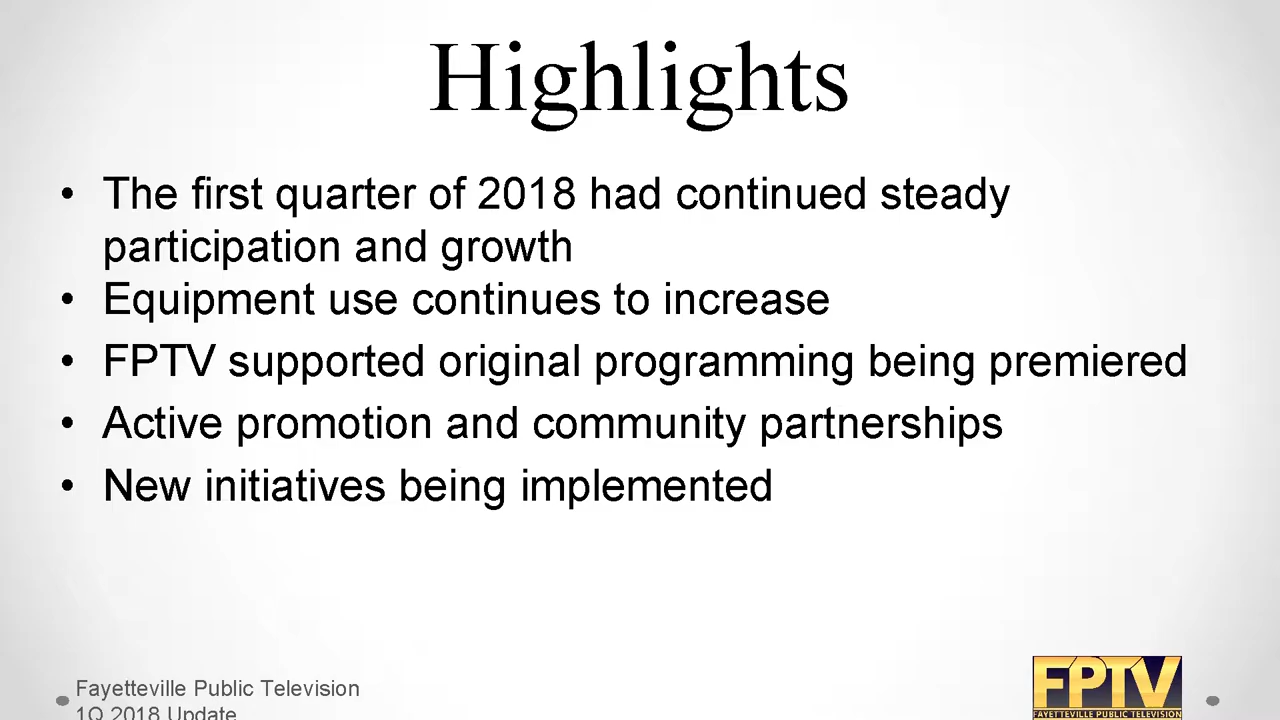 Highlights
• The first quarter of 2018 had continued steady
participation and growth
• Equipment use continues to increase
• FPTV supported original programming being premiered
• Active promotion and community partnerships
• New initiatives being implemented
Fayetteville Public Television
1Q 2018 Update
FPTV
FAYETTEVILLE PUBLIC TELEVISION